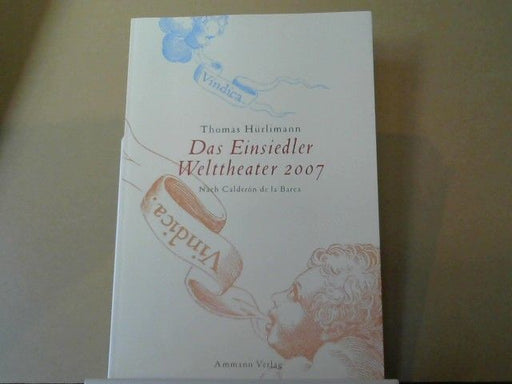 Vindica.
Thomas Hürlimann
Das Einsiedler
Welttheater 2007
Nach Calderón de la Barca
Vindica.
Ammann Verlag